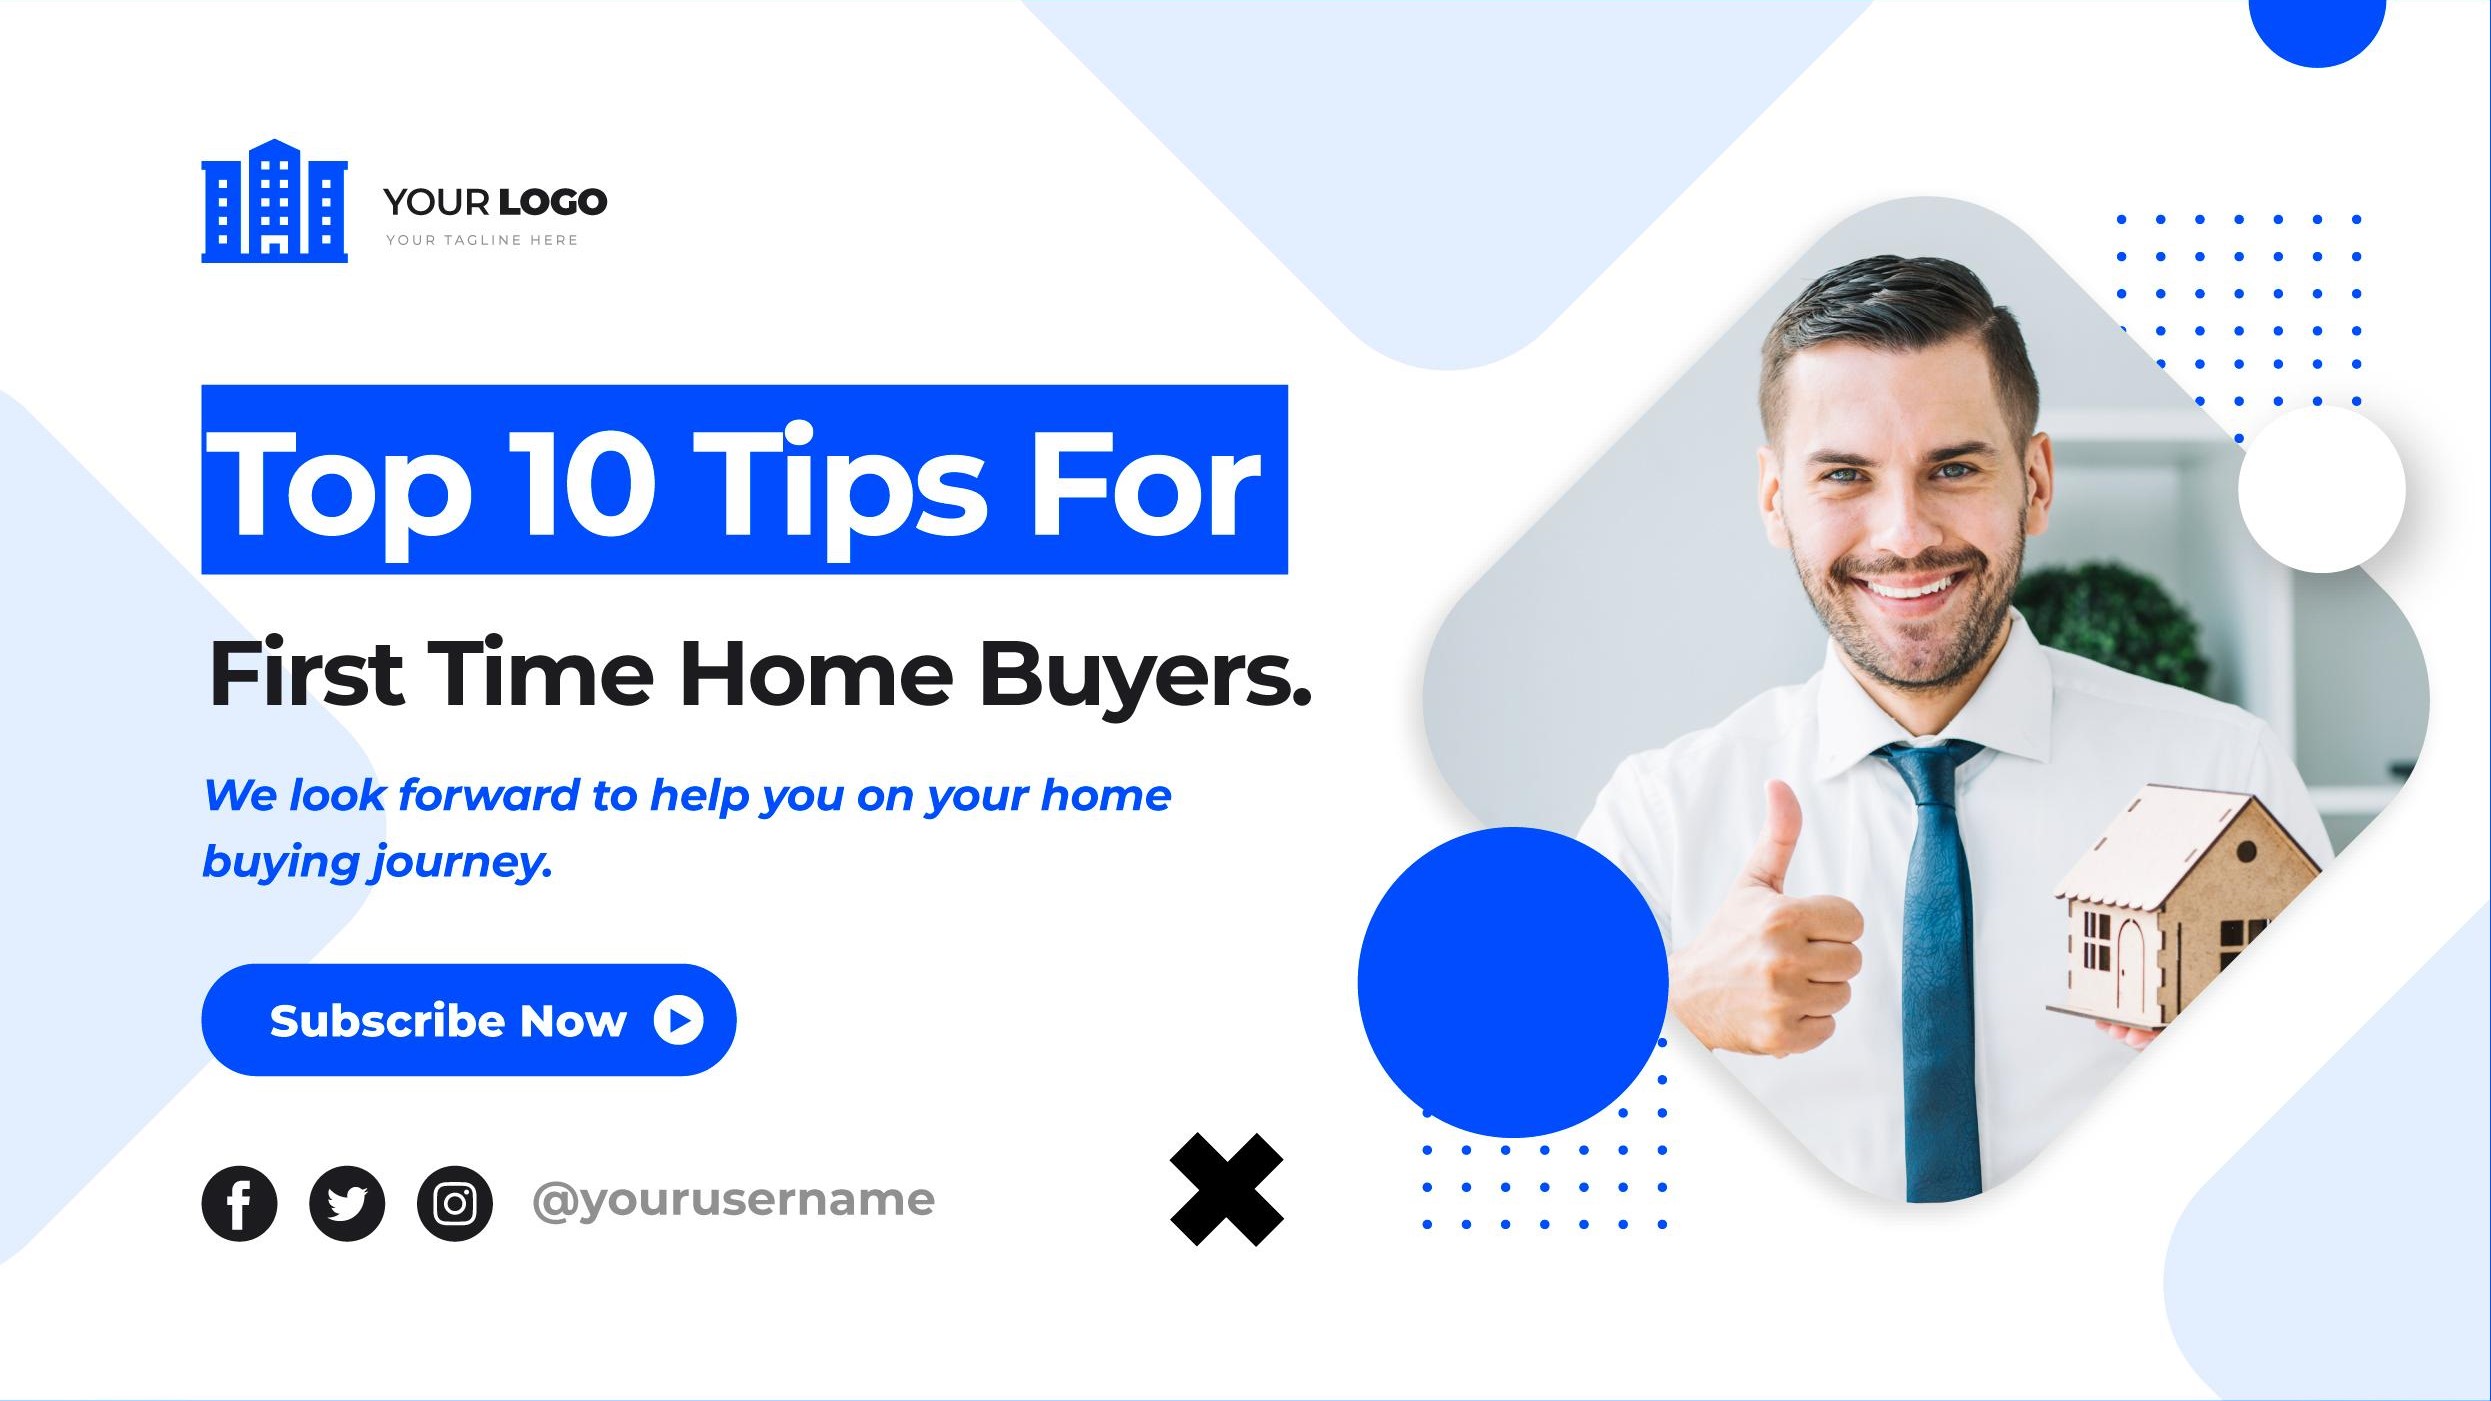 YOUR LOGO
YOUR TAGLINE HERE
Top 10 Tips For
First Time Home Buyers.
We look forward to help you on your home
buying journey.
Subscribe Now
@yourusername